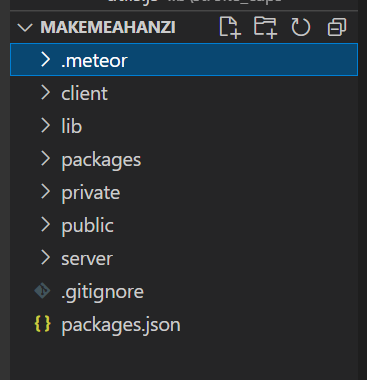 MAKEMEAHANZI
.meteor
client
lib
packages
private
public
server
.gitignore
{} packages.json